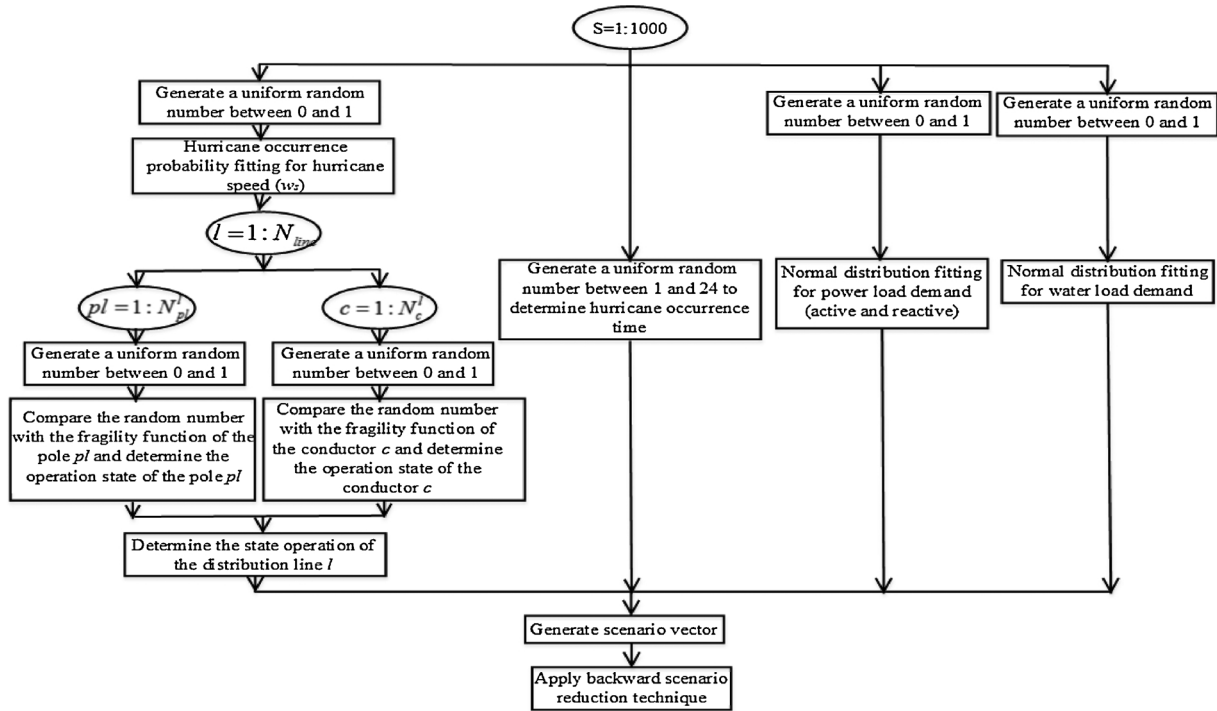 S=1:1000
Generate a uniform random
number between 0 and 1
Hurricane occurrence
probability fitting for hurricane
speed (ws)
l = 1 : N_line
pl = 1 : N_pl^l
Generate a uniform random
number between 0 and 1
Compare the random number
with the fragility function of the
pole pl and determine the
operation state of the pole pl
c = 1 : N_c^l
Generate a uniform random
number between 0 and 1
Compare the random number
with the fragility function of
the conductor c and determine
the operation state of the
conductor c
Determine the state operation of
the distribution line l
Generate a uniform random
number between 1 and 24 to
determine hurricane occurrence
time
Generate a uniform random
number between 0 and 1
Normal distribution fitting
for power load demand
(active and reactive)
Generate a uniform random
number between 0 and 1
Normal distribution fitting
for water load demand
Generate scenario vector
Apply backward scenario
reduction technique